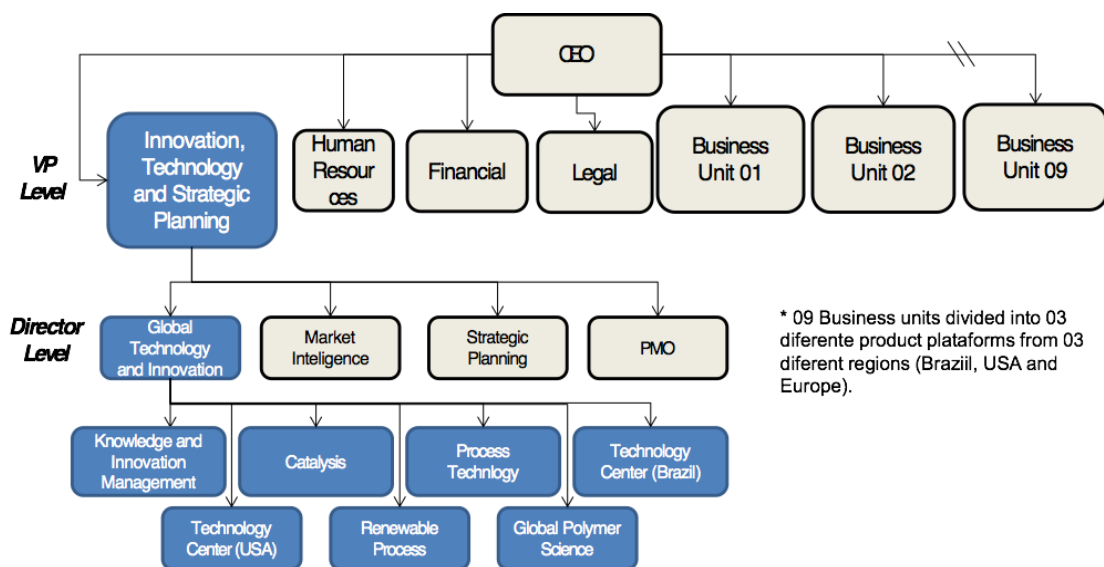 CEO
VP
Level
Innovation,
Technology
and Strategic
Planning
Human
Resour
ces
Financial
Legal
Business
Unit 01
Business
Unit 02
Business
Unit 09
Director
Level
Global
Technology
and Innovation
Market
Inteligence
Strategic
Planning
PMO
* 09 Business units divided into 03
diferente product plataforms from 03
diferent regions (Braziil, USA and
Europe).
Knowledge and
Innovation
Management
Catalysis
Process
Technlogy
Technology
Center (Brazil)
Technology
Center (USA)
Renewable
Process
Global Polymer
Science